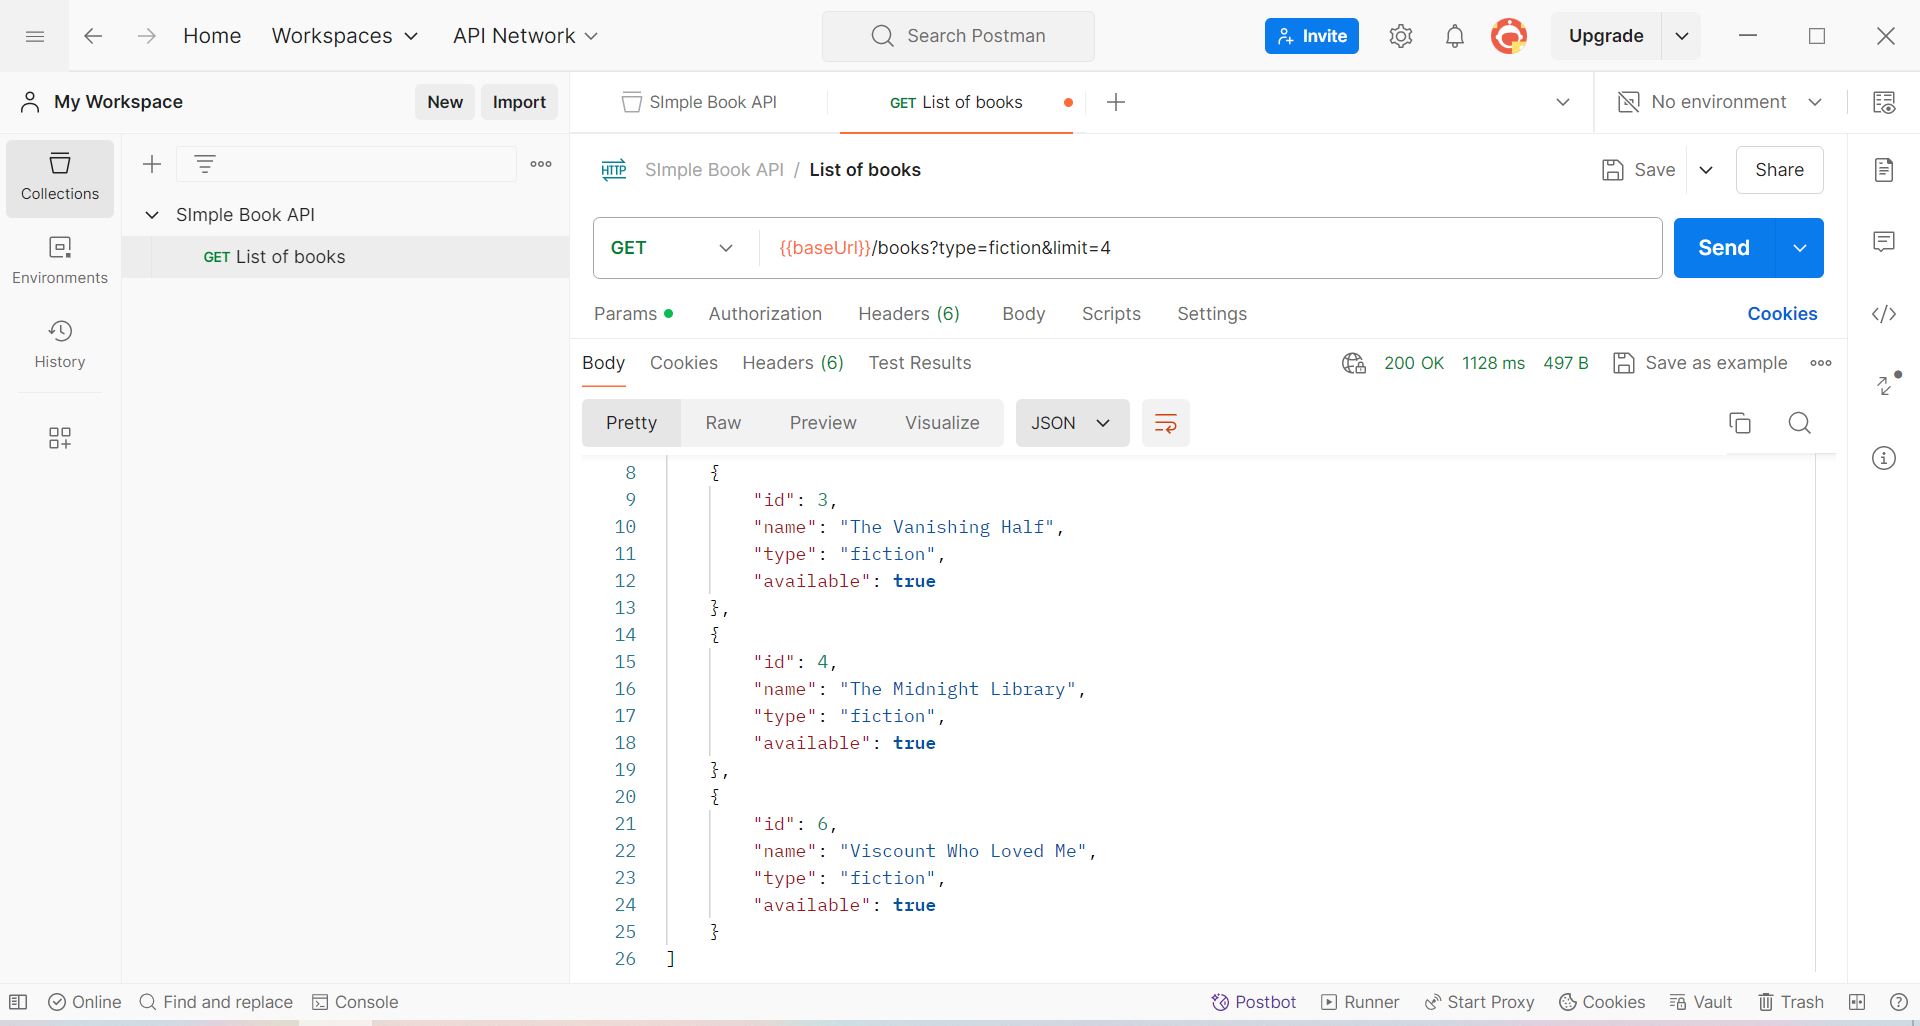 Home Workspaces API Network Search Postman Invite Upgrade
My Workspace New Import SImple Book API GET List of books No environment
Collections
SImple Book API
GET List of books
Environments
History
HTTP SImple Book API / List of books Save Share
GET {{baseUrl}}/books?type=fiction&limit=4 Send
Params Authorization Headers (6) Body Scripts Settings Cookies
Body Cookies Headers (6) Test Results 200 OK 1128 ms 497 B Save as example
Pretty Raw Preview Visualize JSON
8 {
9 "id": 3,
10 "name": "The Vanishing Half",
11 "type": "fiction",
12 "available": true
13 },
14 {
15 "id": 4,
16 "name": "The Midnight Library",
17 "type": "fiction",
18 "available": true
19 },
20 {
21 "id": 6,
22 "name": "Viscount Who Loved Me",
23 "type": "fiction",
24 "available": true
25 }
26 ]
Online Find and replace Console Postbot Runner Start Proxy Cookies Vault Trash